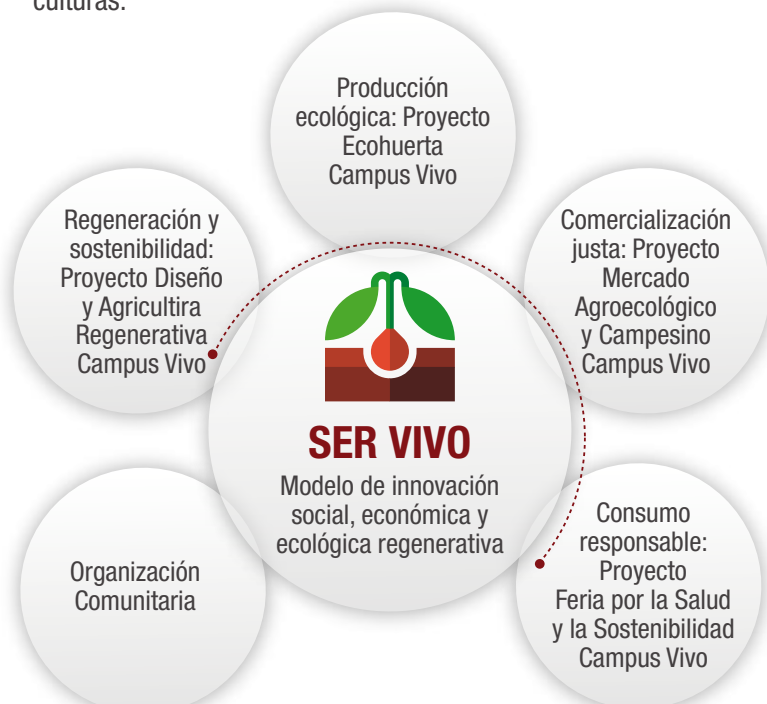 culturas.
Producción
ecológica: Proyecto
Ecohuerta
Campus Vivo
Regeneración y
sostenibilidad:
Proyecto Diseño
y Agricultira
Regenerativa
Campus Vivo
Comercialización
justa: Proyecto
Mercado
Agroecológico
y Campesino
Campus Vivo
SER VIVO
Modelo de innovación
social, económica y
ecológica regenerativa
Organización
Comunitaria
Consumo
responsable:
Proyecto
Feria por la Salud
y la Sostenibilidad
Campus Vivo